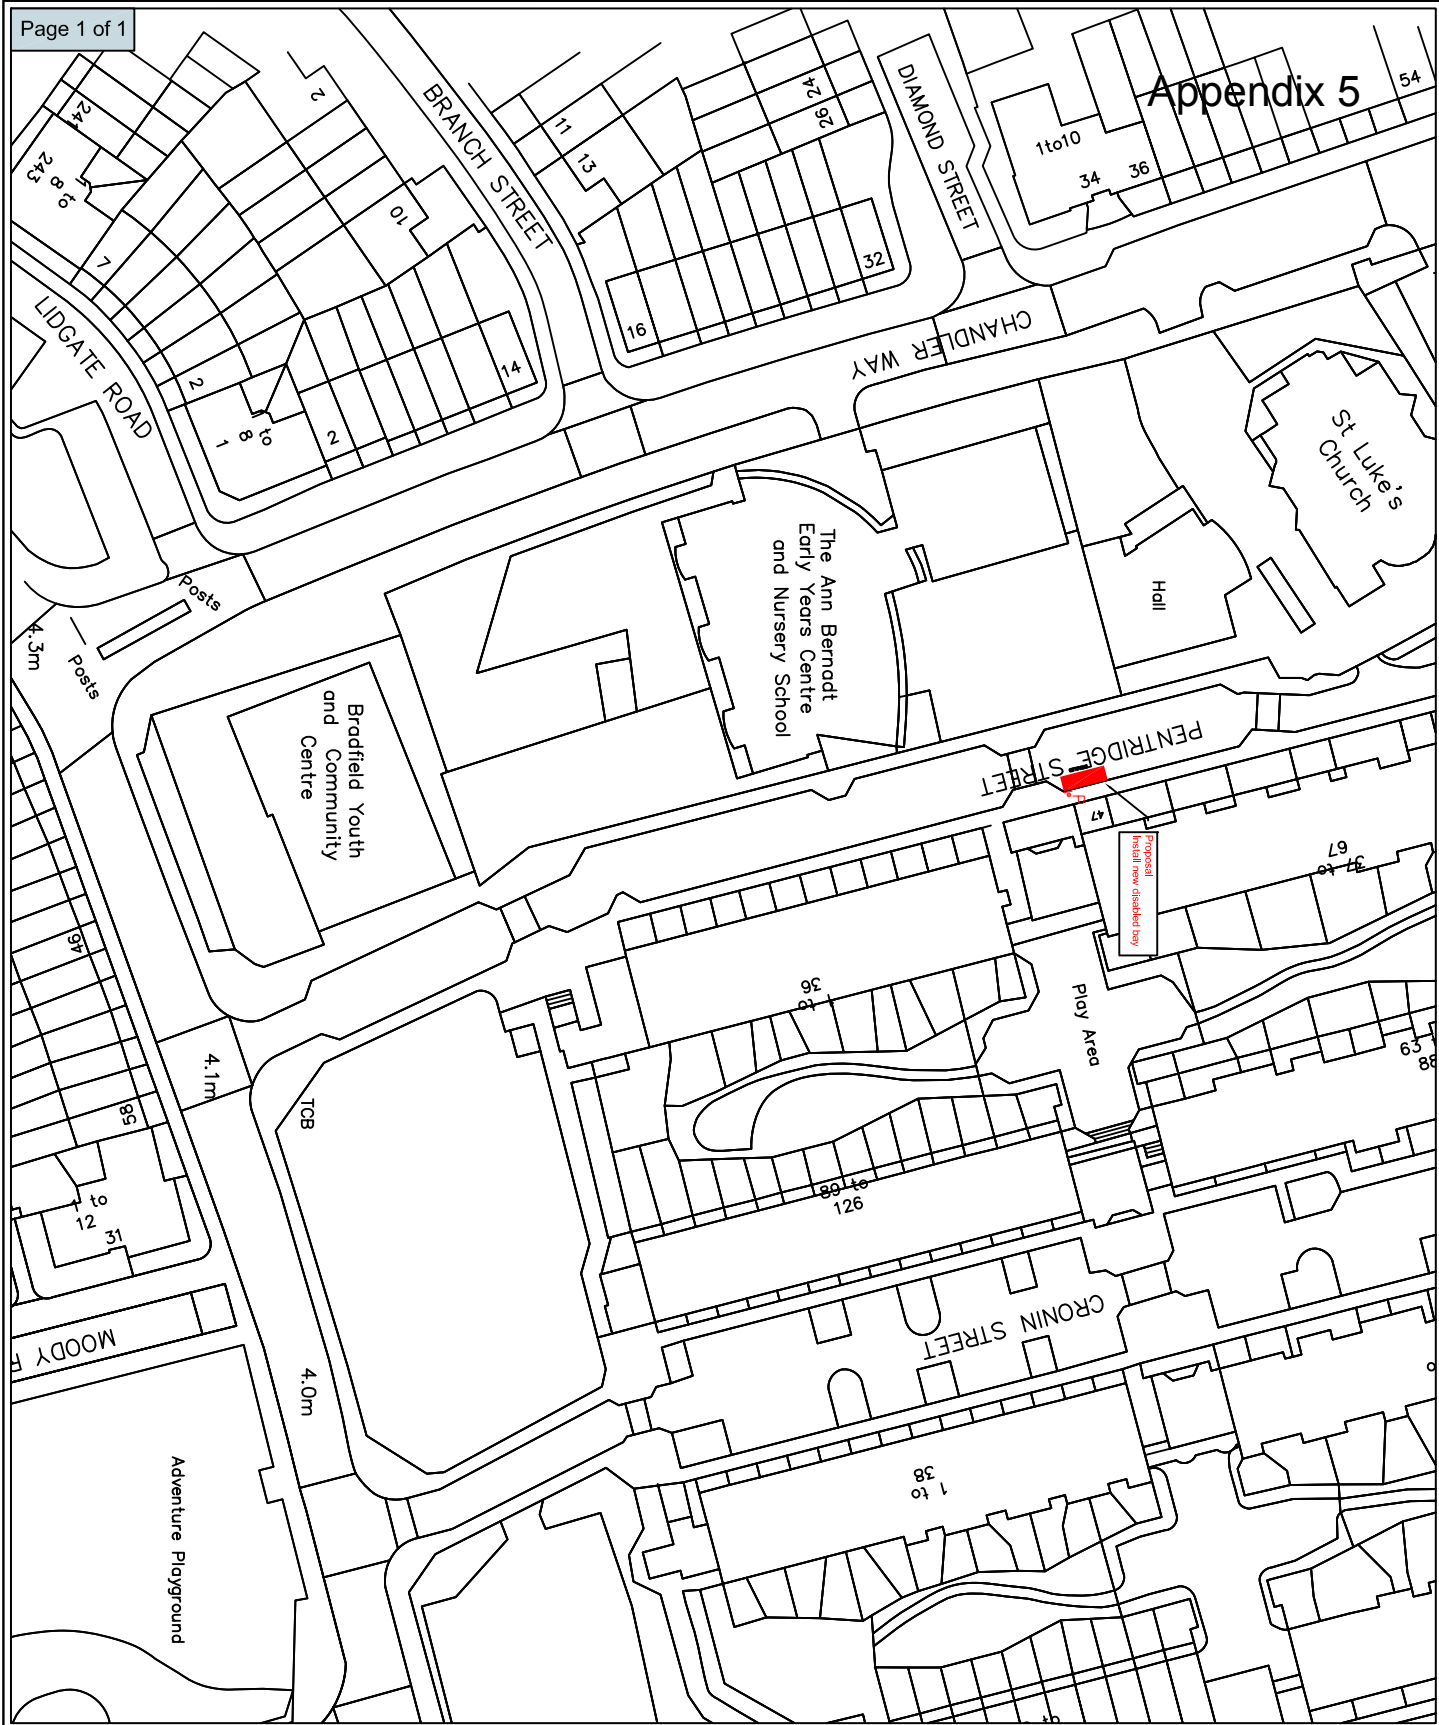 Page 1 of 1
Appendix 5
BRANCH STREET
DIAMOND STREET
LIDGATE ROAD
CHANDLER WAY
PENTRIDGE STREET
CRONIN STREET
MOODY R
St Luke's
Church
Hall
The Ann Bernadt
Early Years Centre
and Nursery School
Bradfield Youth
and Community
Centre
Posts
Posts
4.3m
4.1m
4.0m
TCB
Play Area
Adventure Playground
Proposal
Install new disabled bay
47
37 to
67
1 to
36
89 to
126
1 to
38
63
88
46
58
1 to
12
31
241
243
7
2
1
8
to
2
14
10
2
11
13
16
24
26
32
1to10
34
36
54